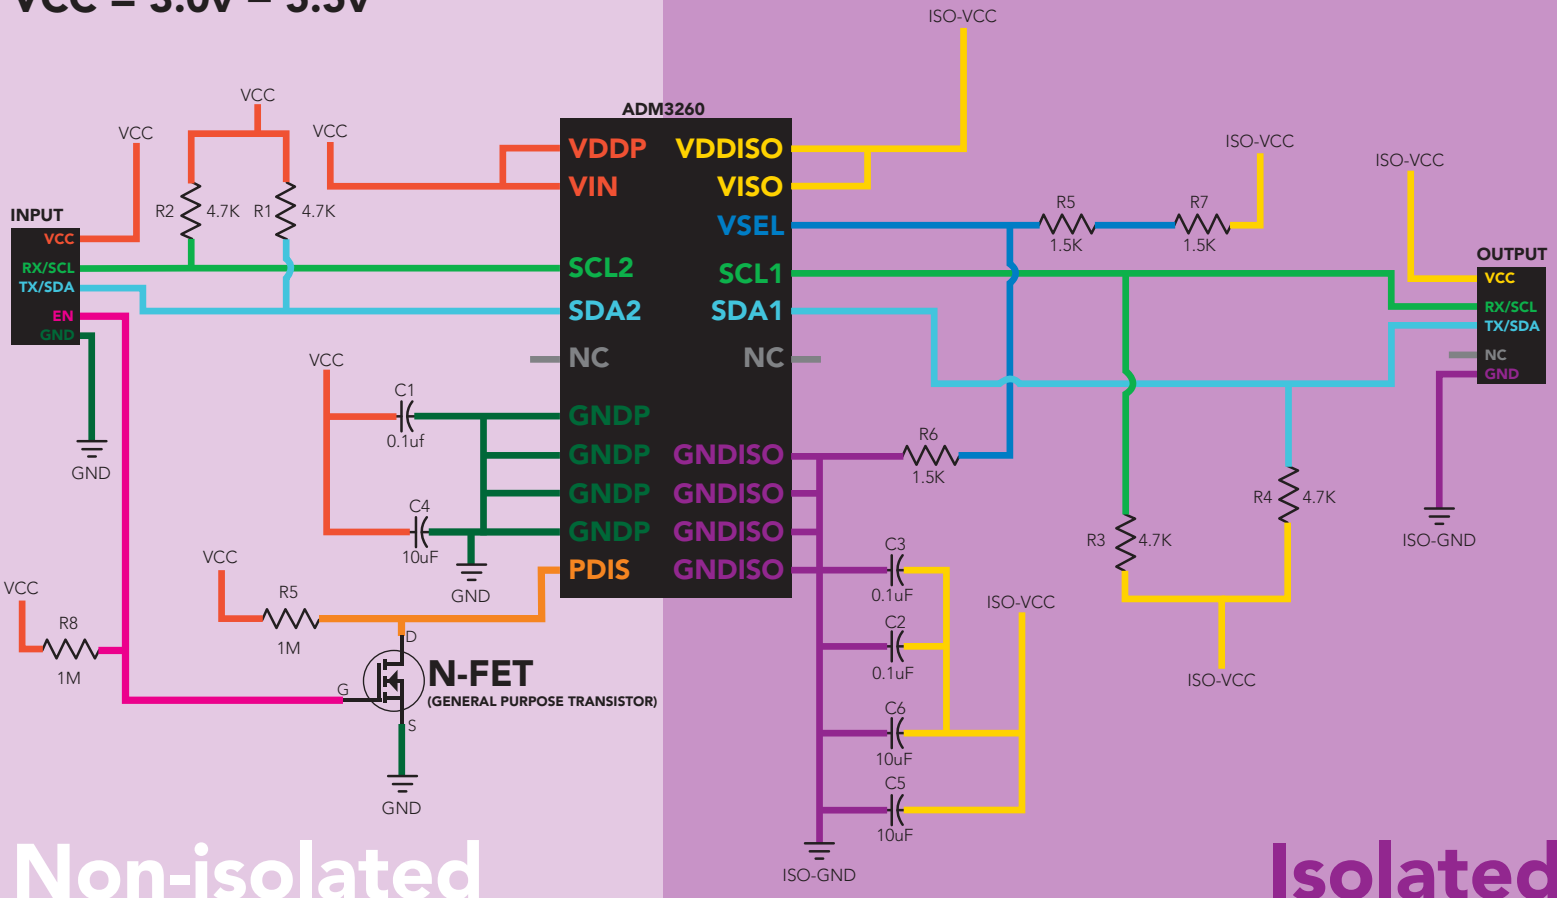 VCC = 3.0V – 5.5V
ISO-VCC
VCC
VCC
VCC
ADM3260
VDDP VDDISO
VIN VISO
VSEL
SCL2 SCL1
SDA2 SDA1
NC NC
GNDP
GNDP GNDISO
GNDP GNDISO
GNDP GNDISO
PDIS GNDISO
R2 4.7K R1 4.7K
INPUT
VCC
RX/SCL
TX/SDA
EN
GND
GND
VCC
C1
0.1uf
C4
10uF
GND
VCC
R5
1M
VCC
R8
1M
D
G
S
N-FET
(GENERAL PURPOSE TRANSISTOR)
GND
ISO-VCC
R5
1.5K
R7
1.5K
ISO-VCC
OUTPUT
VCC
RX/SCL
TX/SDA
NC
GND
ISO-GND
R6
1.5K
R4 4.7K
R3 4.7K
ISO-VCC
C3
0.1uF
ISO-VCC
C2
0.1uF
C6
10uF
C5
10uF
ISO-GND
Non-isolated
Isolated